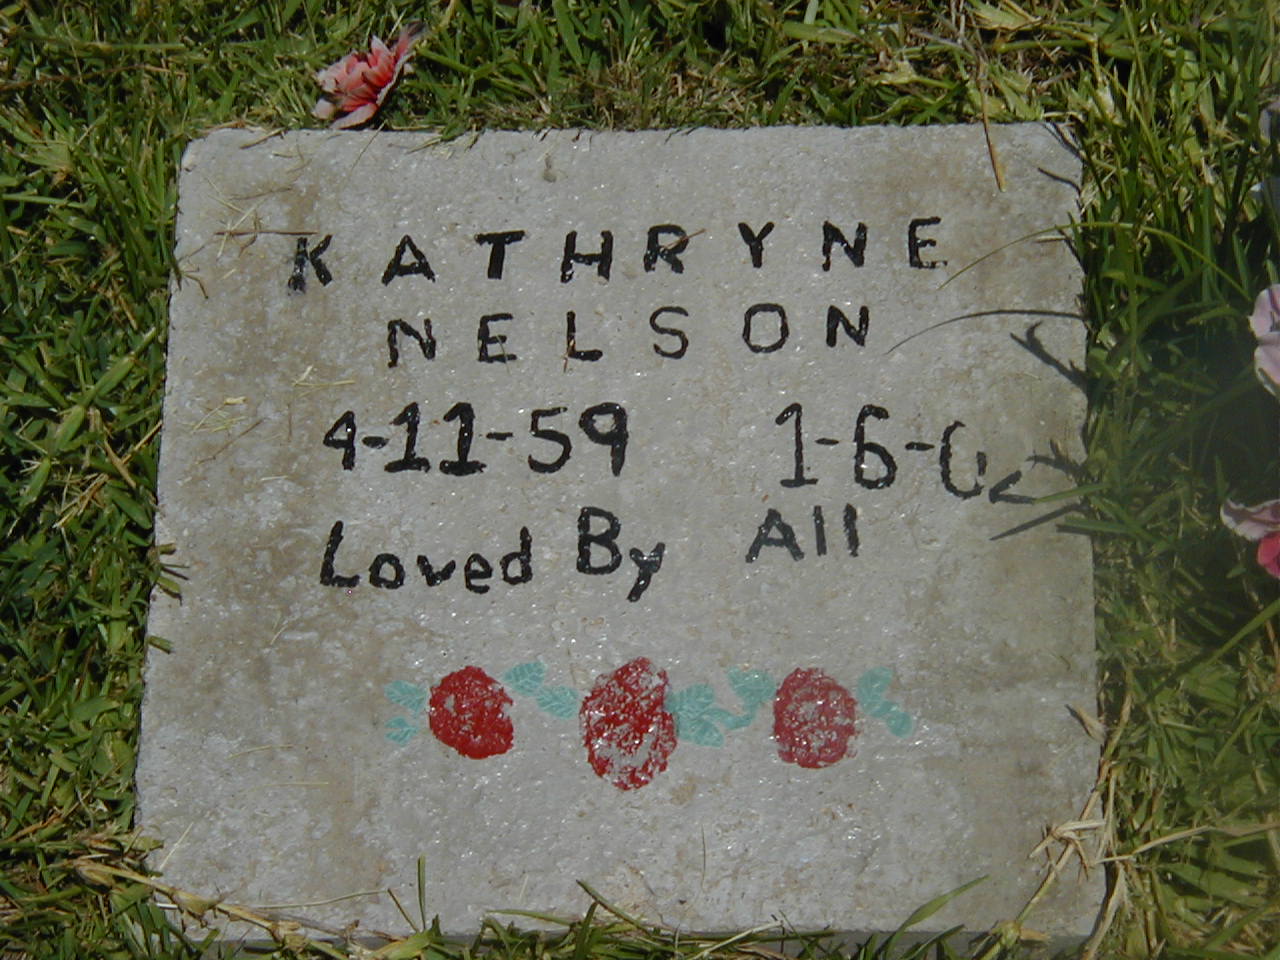 KATHRYNE
NELSON
4-11-59 1-6-02
Loved By All